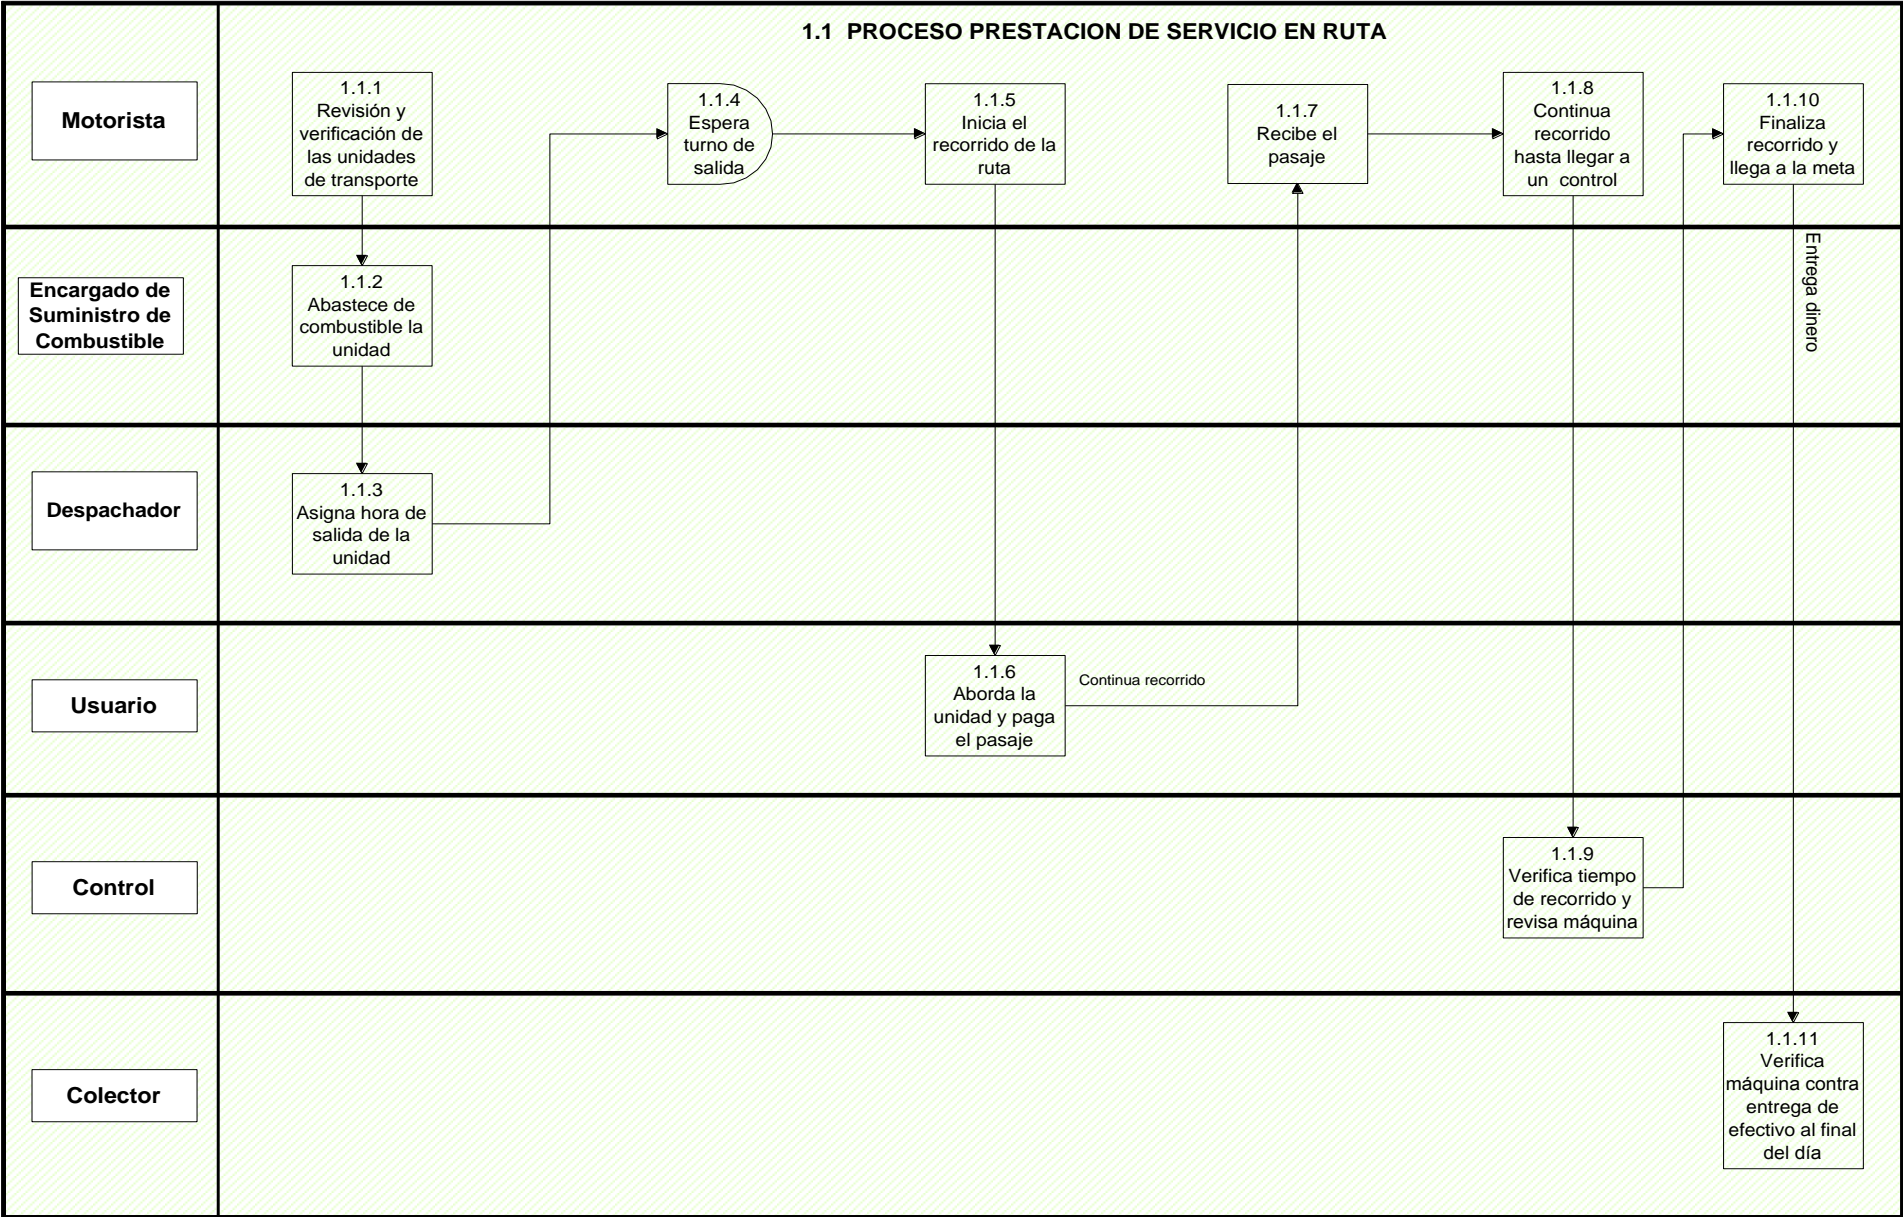 1.1  PROCESO PRESTACION DE SERVICIO EN RUTA
Motorista
1.1.1
Revisión y
verificación de
las unidades
de transporte
1.1.4
Espera
turno de
salida
1.1.5
Inicia el
recorrido de la
ruta
1.1.7
Recibe el
pasaje
1.1.8
Continua
recorrido
hasta llegar a
un  control
1.1.10
Finaliza
recorrido y
llega a la meta
Encargado de
Suministro de
Combustible
1.1.2
Abastece de
combustible la
unidad
Entrega dinero
Despachador
1.1.3
Asigna hora de
salida de la
unidad
Usuario
1.1.6
Aborda la
unidad y paga
el pasaje
Continua recorrido
Control
1.1.9
Verifica tiempo
de recorrido y
revisa máquina
Colector
1.1.11
Verifica
máquina contra
entrega de
efectivo al final
del día